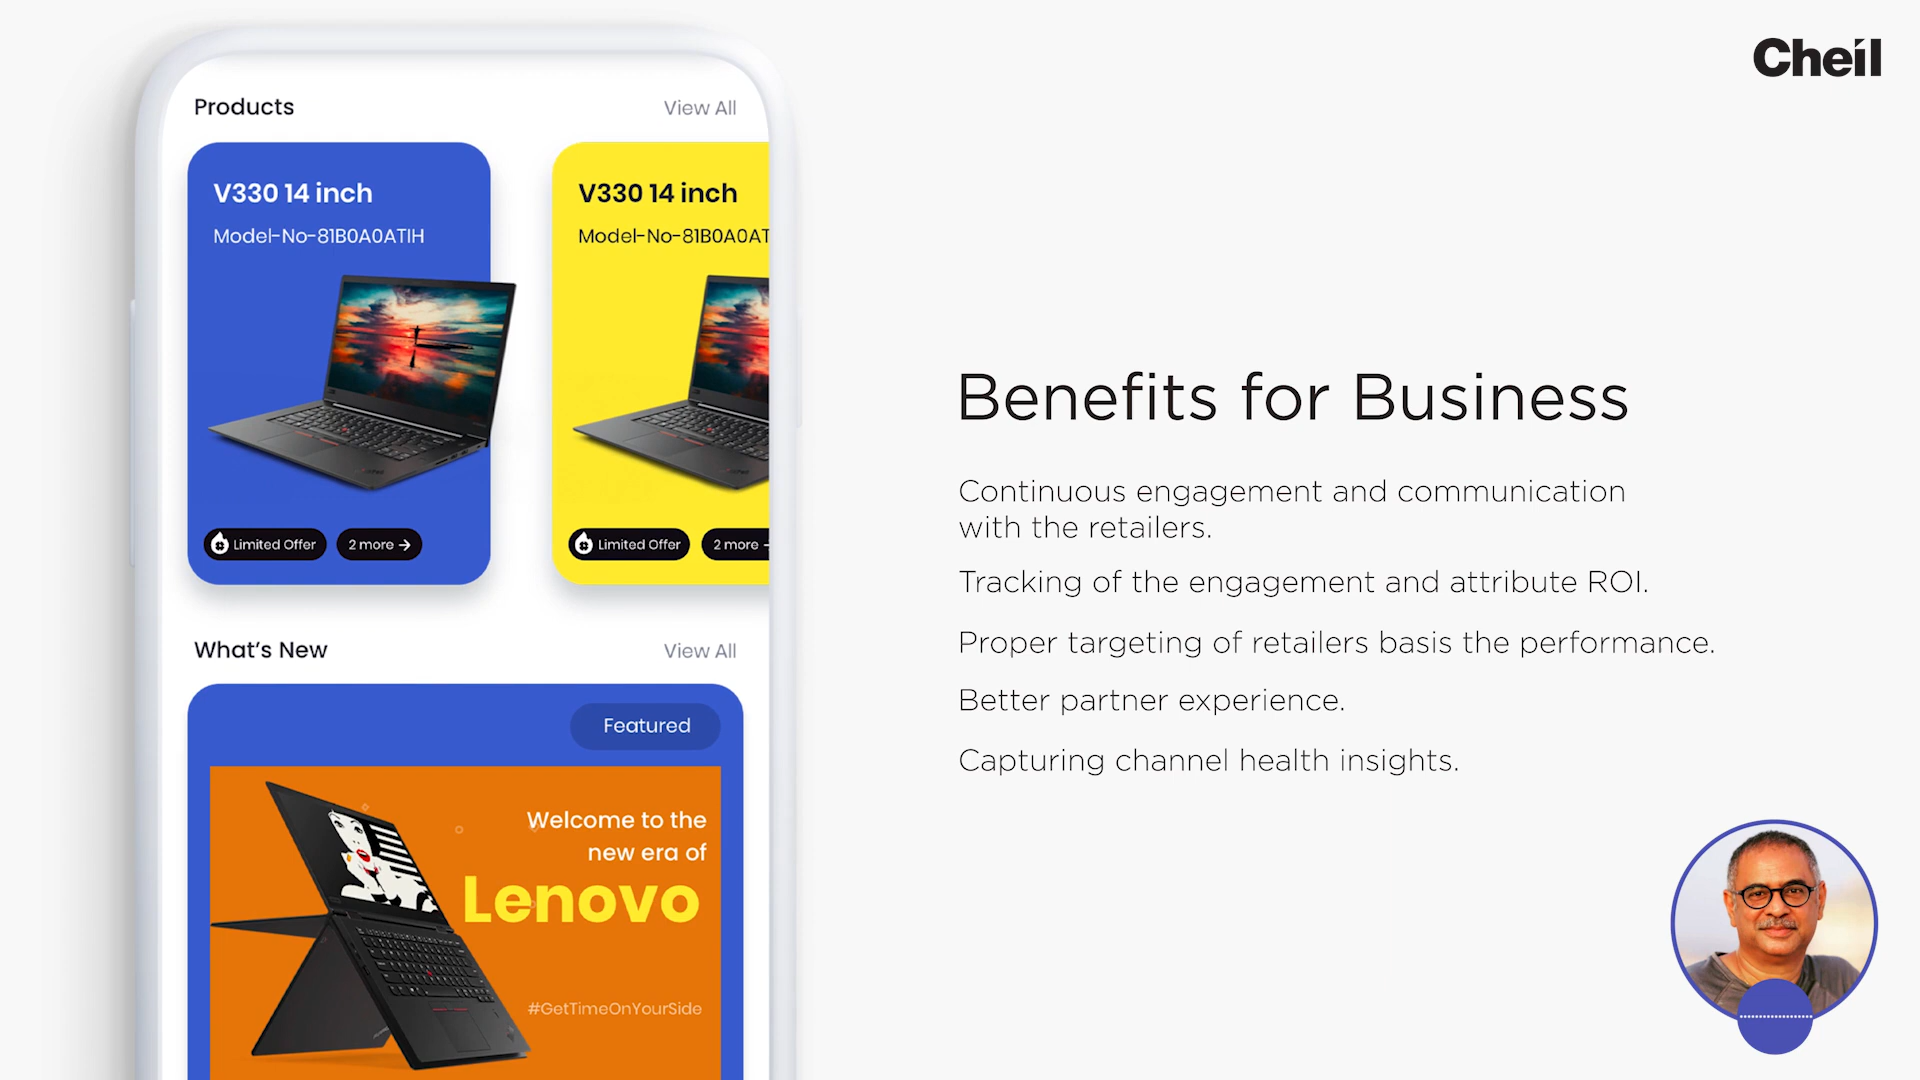 Cheil
Products
View All
V330 14 inch
Model-No-81B0A0ATIH
Limited Offer
2 more →
V330 14 inch
Model-No-81B0A0AT
Limited Offer
2 more
What's New
View All
Featured
Welcome to the
new era of
Lenovo
#GetTimeOnYourSide
Benefits for Business
Continuous engagement and communication
with the retailers.
Tracking of the engagement and attribute ROI.
Proper targeting of retailers basis the performance.
Better partner experience.
Capturing channel health insights.